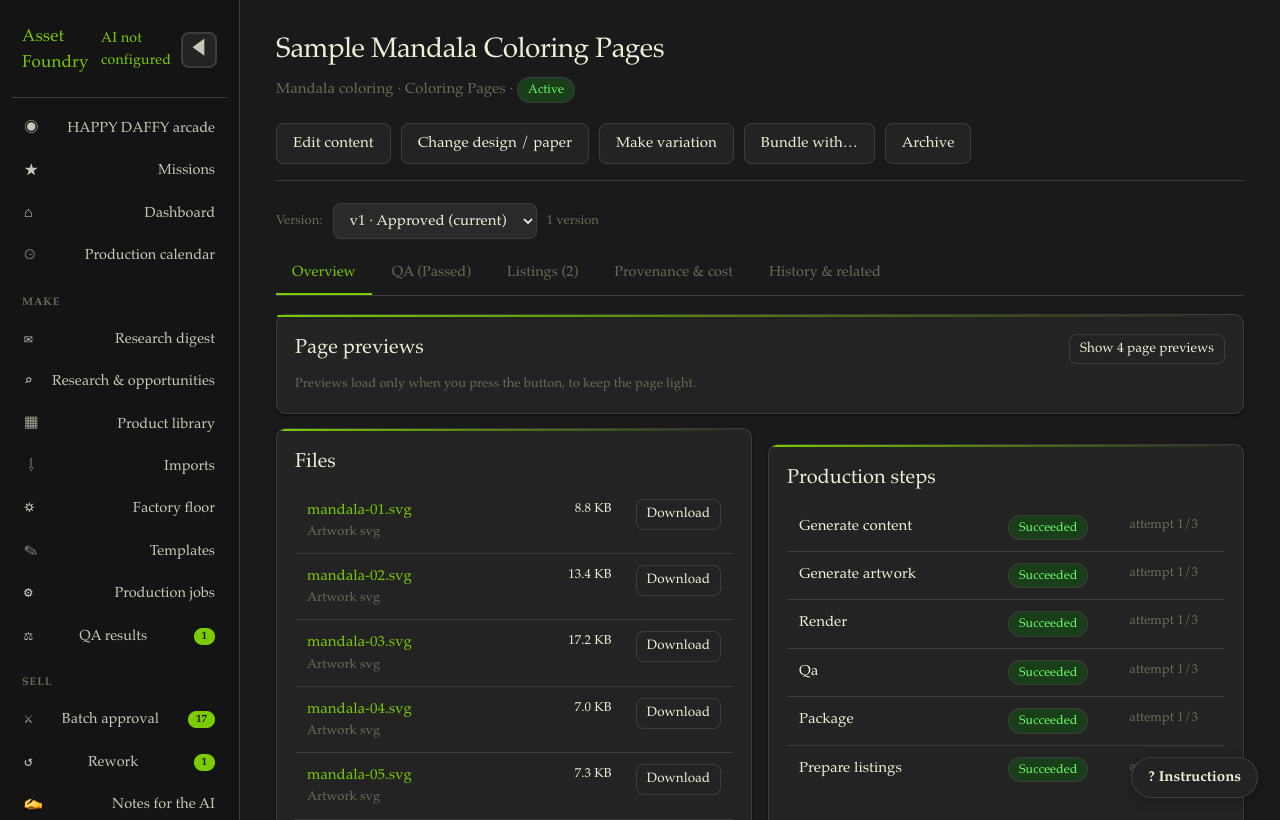 Asset Foundry
AI not configured
HAPPY DAFFY arcade
Missions
Dashboard
Production calendar
MAKE
Research digest
Research & opportunities
Product library
Imports
Factory floor
Templates
Production jobs
QA results 1
SELL
Batch approval 17
Rework 1
Notes for the AI
Sample Mandala Coloring Pages
Mandala coloring · Coloring Pages · Active
Edit content
Change design / paper
Make variation
Bundle with…
Archive
Version: v1 · Approved (current) 1 version
Overview
QA (Passed)
Listings (2)
Provenance & cost
History & related
Page previews
Show 4 page previews
Previews load only when you press the button, to keep the page light.
Files
mandala-01.svg 8.8 KB Download
Artwork svg
mandala-02.svg 13.4 KB Download
Artwork svg
mandala-03.svg 17.2 KB Download
Artwork svg
mandala-04.svg 7.0 KB Download
Artwork svg
mandala-05.svg 7.3 KB Download
Artwork svg
Production steps
Generate content Succeeded attempt 1/3
Generate artwork Succeeded attempt 1/3
Render Succeeded attempt 1/3
Qa Succeeded attempt 1/3
Package Succeeded attempt 1/3
Prepare listings Succeeded
? Instructions